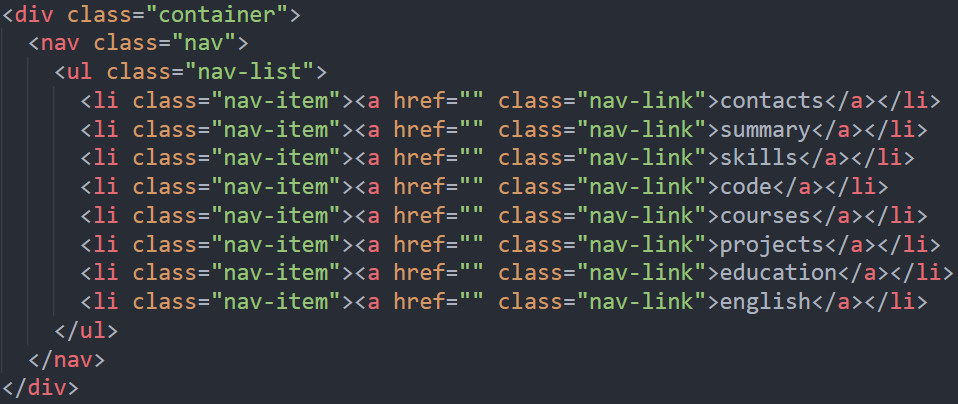 <div class="container">
  <nav class="nav">
    <ul class="nav-list">
      <li class="nav-item"><a href="" class="nav-link">contacts</a></li>
      <li class="nav-item"><a href="" class="nav-link">summary</a></li>
      <li class="nav-item"><a href="" class="nav-link">skills</a></li>
      <li class="nav-item"><a href="" class="nav-link">code</a></li>
      <li class="nav-item"><a href="" class="nav-link">courses</a></li>
      <li class="nav-item"><a href="" class="nav-link">projects</a></li>
      <li class="nav-item"><a href="" class="nav-link">education</a></li>
      <li class="nav-item"><a href="" class="nav-link">english</a></li>
    </ul>
  </nav>
</div>